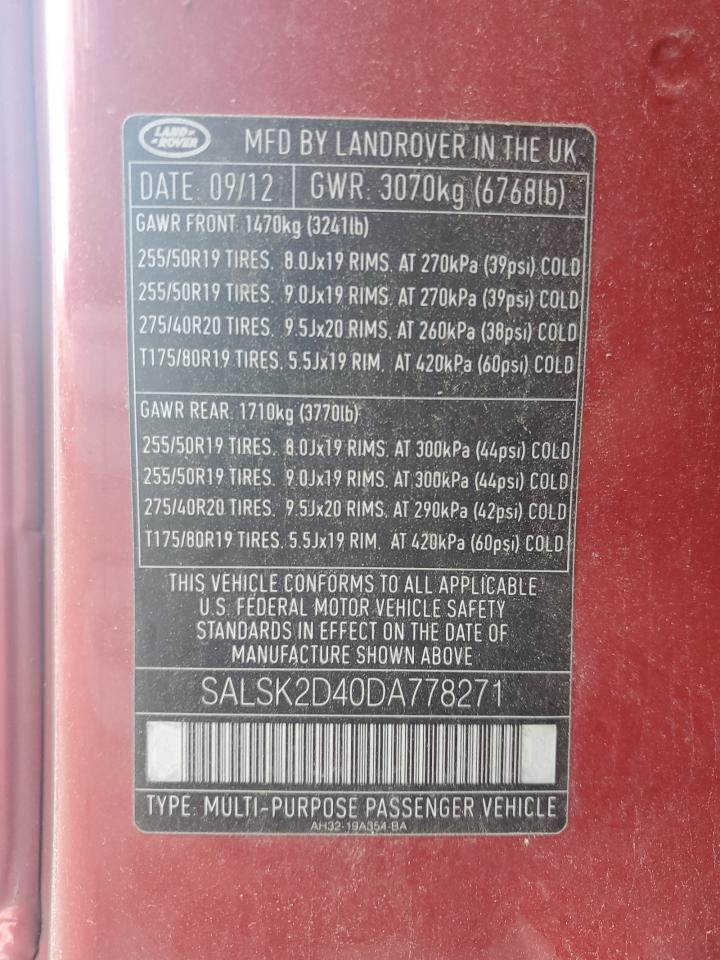 LAND ROVER
MFD BY LANDROVER IN THE UK
DATE: 09/12 GWR: 3070kg (6768lb)
GAWR FRONT: 1470kg (3241lb)
255/50R19 TIRES, 8.0Jx19 RIMS, AT 270kPa (39psi) COLD
255/50R19 TIRES, 9.0Jx19 RIMS, AT 270kPa (39psi) COLD
275/40R20 TIRES, 9.5Jx20 RIMS, AT 260kPa (38psi) COLD
T175/80R19 TIRES, 5.5Jx19 RIM, AT 420kPa (60psi) COLD
GAWR REAR: 1710kg (3770lb)
255/50R19 TIRES, 8.0Jx19 RIMS, AT 300kPa (44psi) COLD
255/50R19 TIRES, 9.0Jx19 RIMS, AT 300kPa (44psi) COLD
275/40R20 TIRES, 9.5Jx20 RIMS, AT 290kPa (42psi) COLD
T175/80R19 TIRES, 5.5Jx19 RIM, AT 420kPa (60psi) COLD
THIS VEHICLE CONFORMS TO ALL APPLICABLE
U.S. FEDERAL MOTOR VEHICLE SAFETY
STANDARDS IN EFFECT ON THE DATE OF
MANUFACTURE SHOWN ABOVE
SALSK2D40DA778271
TYPE: MULTI-PURPOSE PASSENGER VEHICLE
AH32-19A354-BA